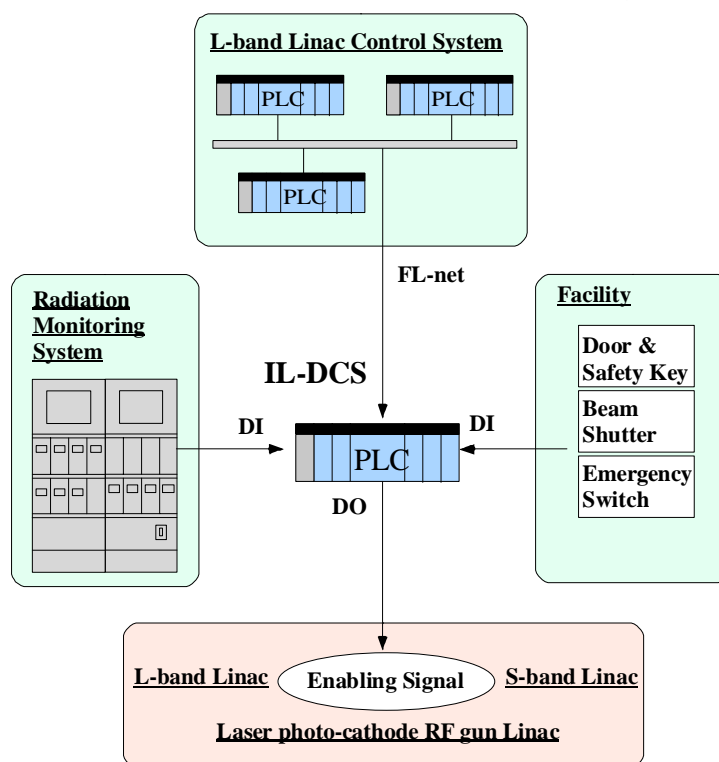 L-band Linac Control System
PLC
PLC
PLC
FL-net
Radiation
Monitoring
System
Facility
Door &
Safety Key
Beam
Shutter
Emergency
Switch
IL-DCS
DI
DI
PLC
DO
L-band Linac
Enabling Signal
S-band Linac
Laser photo-cathode RF gun Linac